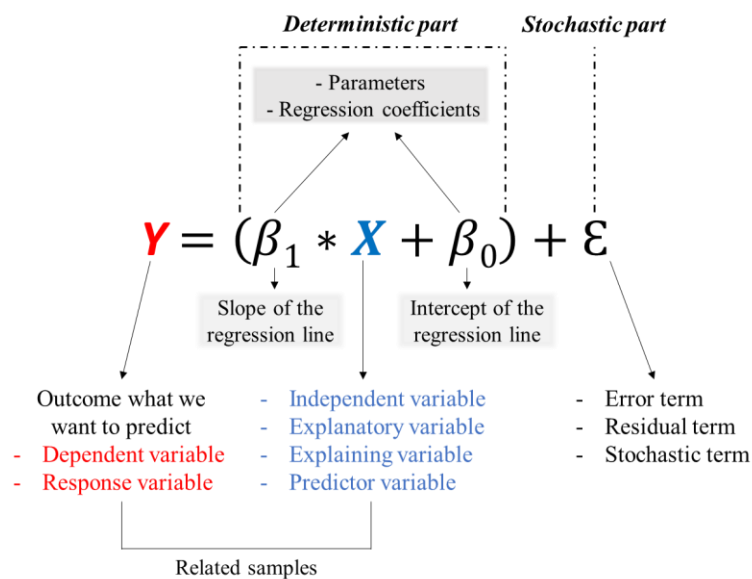 Deterministic part
Stochastic part
- Parameters
- Regression coefficients
Y = (β₁ * X + β₀) + Ɛ
Slope of the
regression line
Intercept of the
regression line
Outcome what we
want to predict
- Dependent variable
- Response variable
- Independent variable
- Explanatory variable
- Explaining variable
- Predictor variable
- Error term
- Residual term
- Stochastic term
Related samples